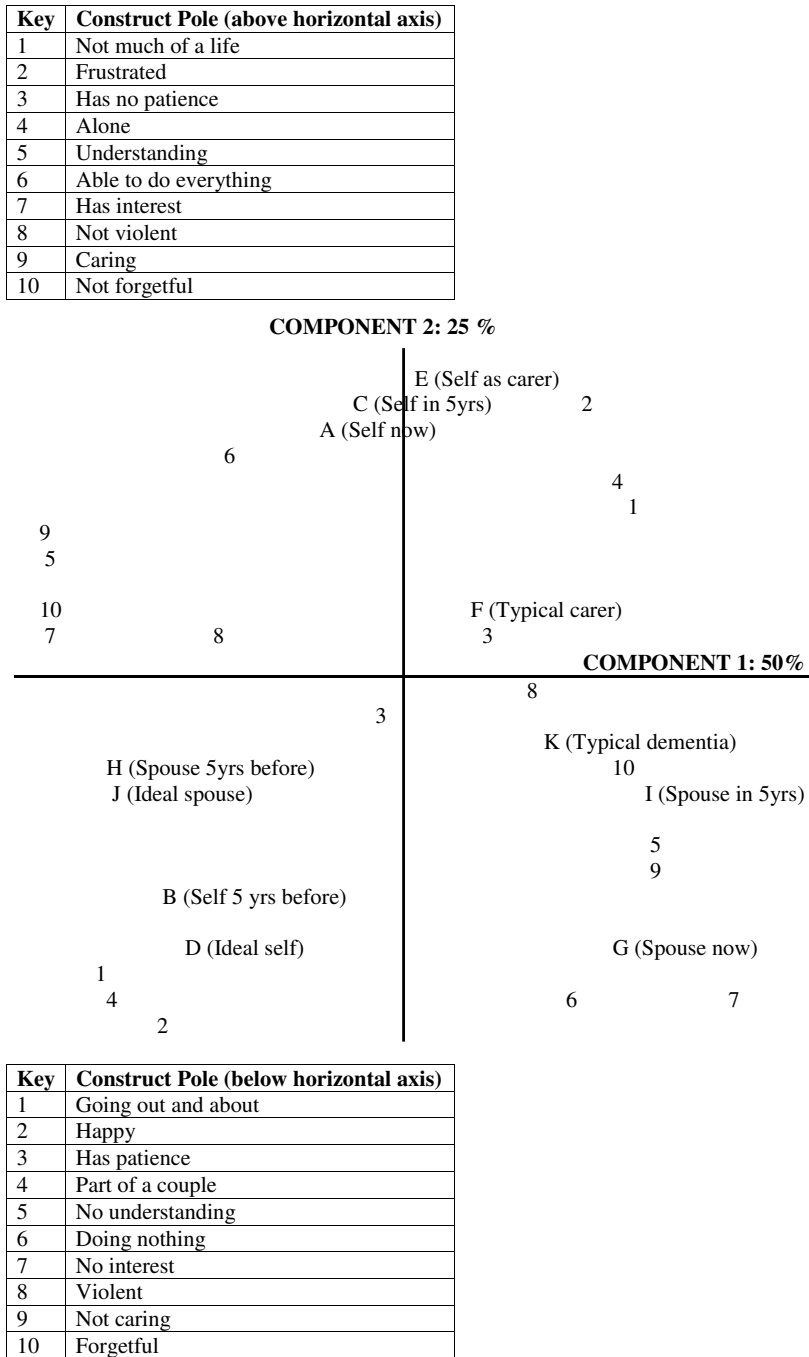 Key Construct Pole (above horizontal axis)
1 Not much of a life
2 Frustrated
3 Has no patience
4 Alone
5 Understanding
6 Able to do everything
7 Has interest
8 Not violent
9 Caring
10 Not forgetful
COMPONENT 2: 25 %
E (Self as carer)
C (Self in 5yrs) 2
A (Self now)
6
4
1
9
5
10 F (Typical carer)
7 8 3
COMPONENT 1: 50%
8
3
K (Typical dementia)
H (Spouse 5yrs before) 10
J (Ideal spouse) I (Spouse in 5yrs)
5
9
B (Self 5 yrs before)
D (Ideal self) G (Spouse now)
1
4 6 7
2
Key Construct Pole (below horizontal axis)
1 Going out and about
2 Happy
3 Has patience
4 Part of a couple
5 No understanding
6 Doing nothing
7 No interest
8 Violent
9 Not caring
10 Forgetful